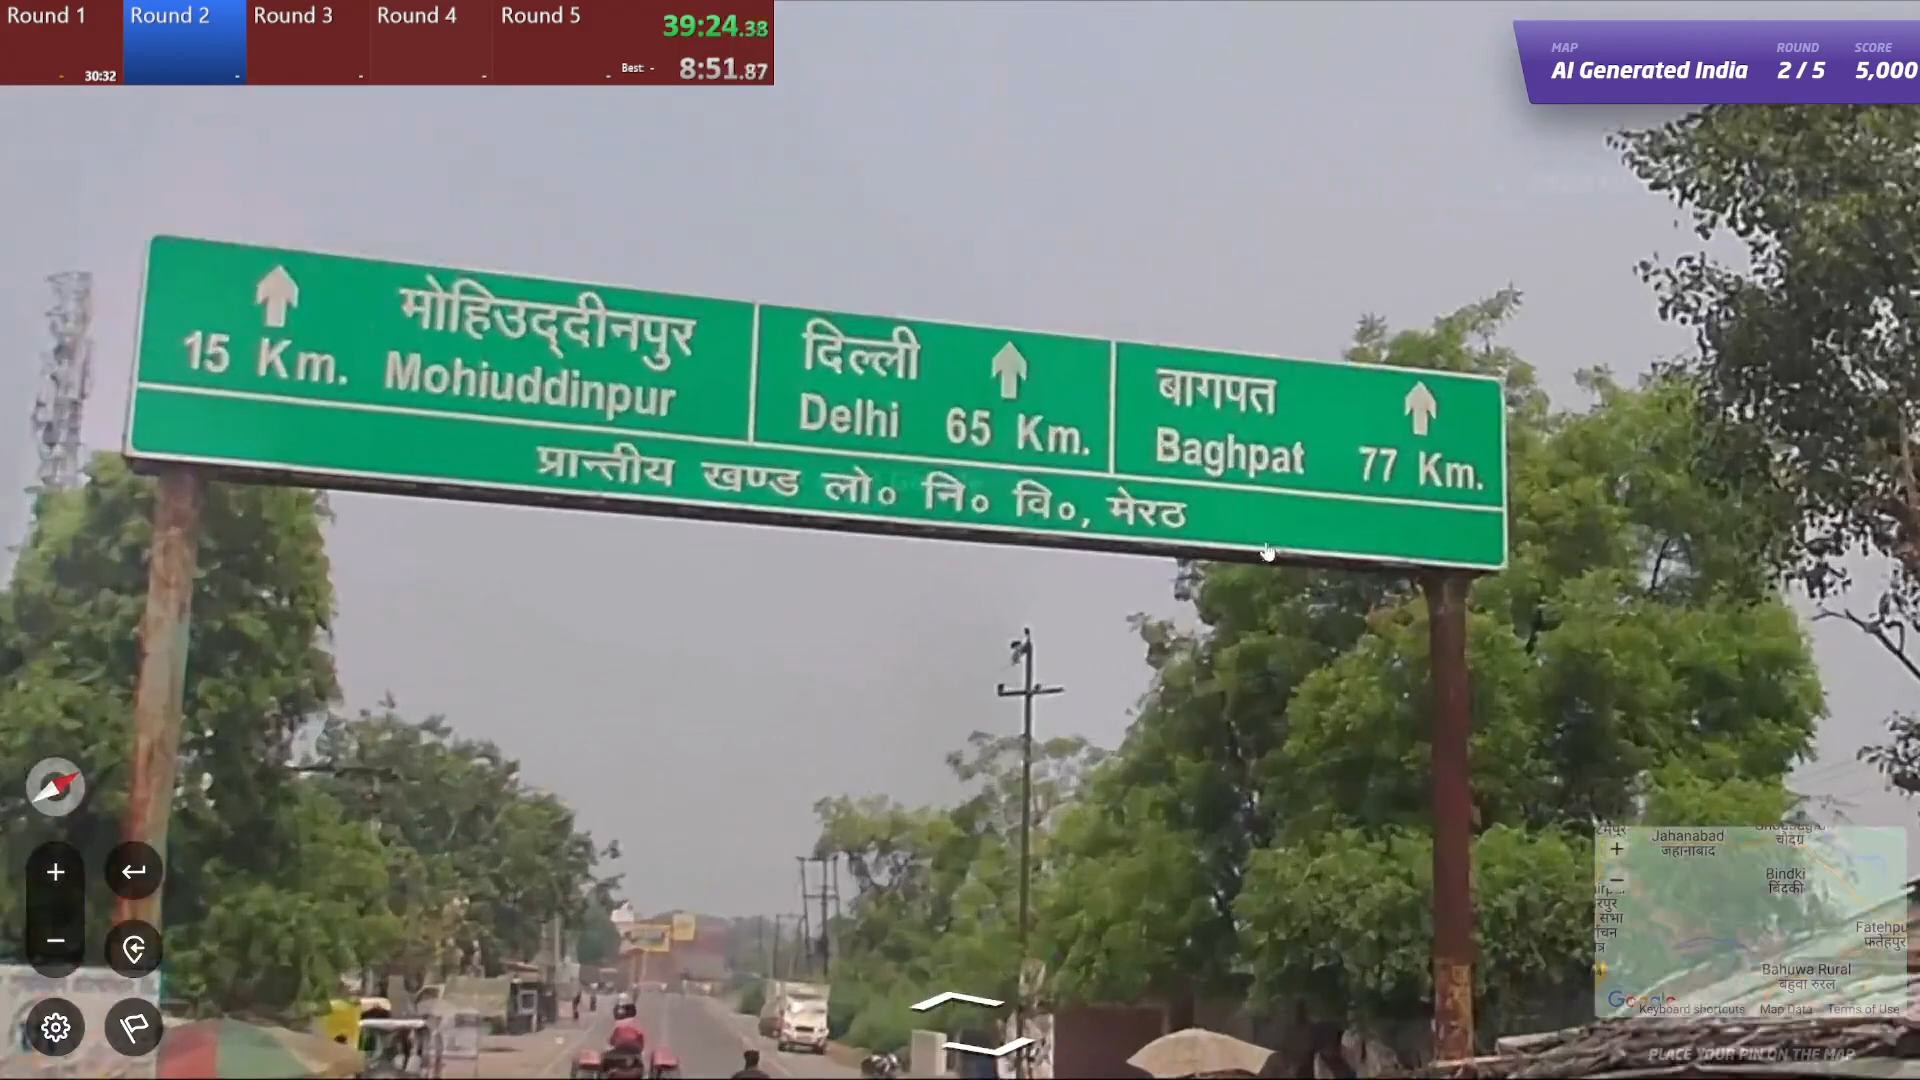 Round 1
Round 2
Round 3
Round 4
Round 5
39:24.38
- 30:32
-
-
-
-
Best: -
8:51.87
MAP
ROUND
SCORE
AI Generated India
2 / 5
5,000
मोहिउद्दीनपुर
15 Km. Mohiuddinpur
दिल्ली
Delhi 65 Km.
बागपत
Baghpat 77 Km.
प्रान्तीय खण्ड लो० नि० वि०, मेरठ
Jahanabad
जहानाबाद
Bindki
बिंदकी
Bahuwa Rural
बहुवा रुरल
Google
Keyboard shortcuts
Map Data
Terms of Use
PLACE YOUR PIN ON THE MAP